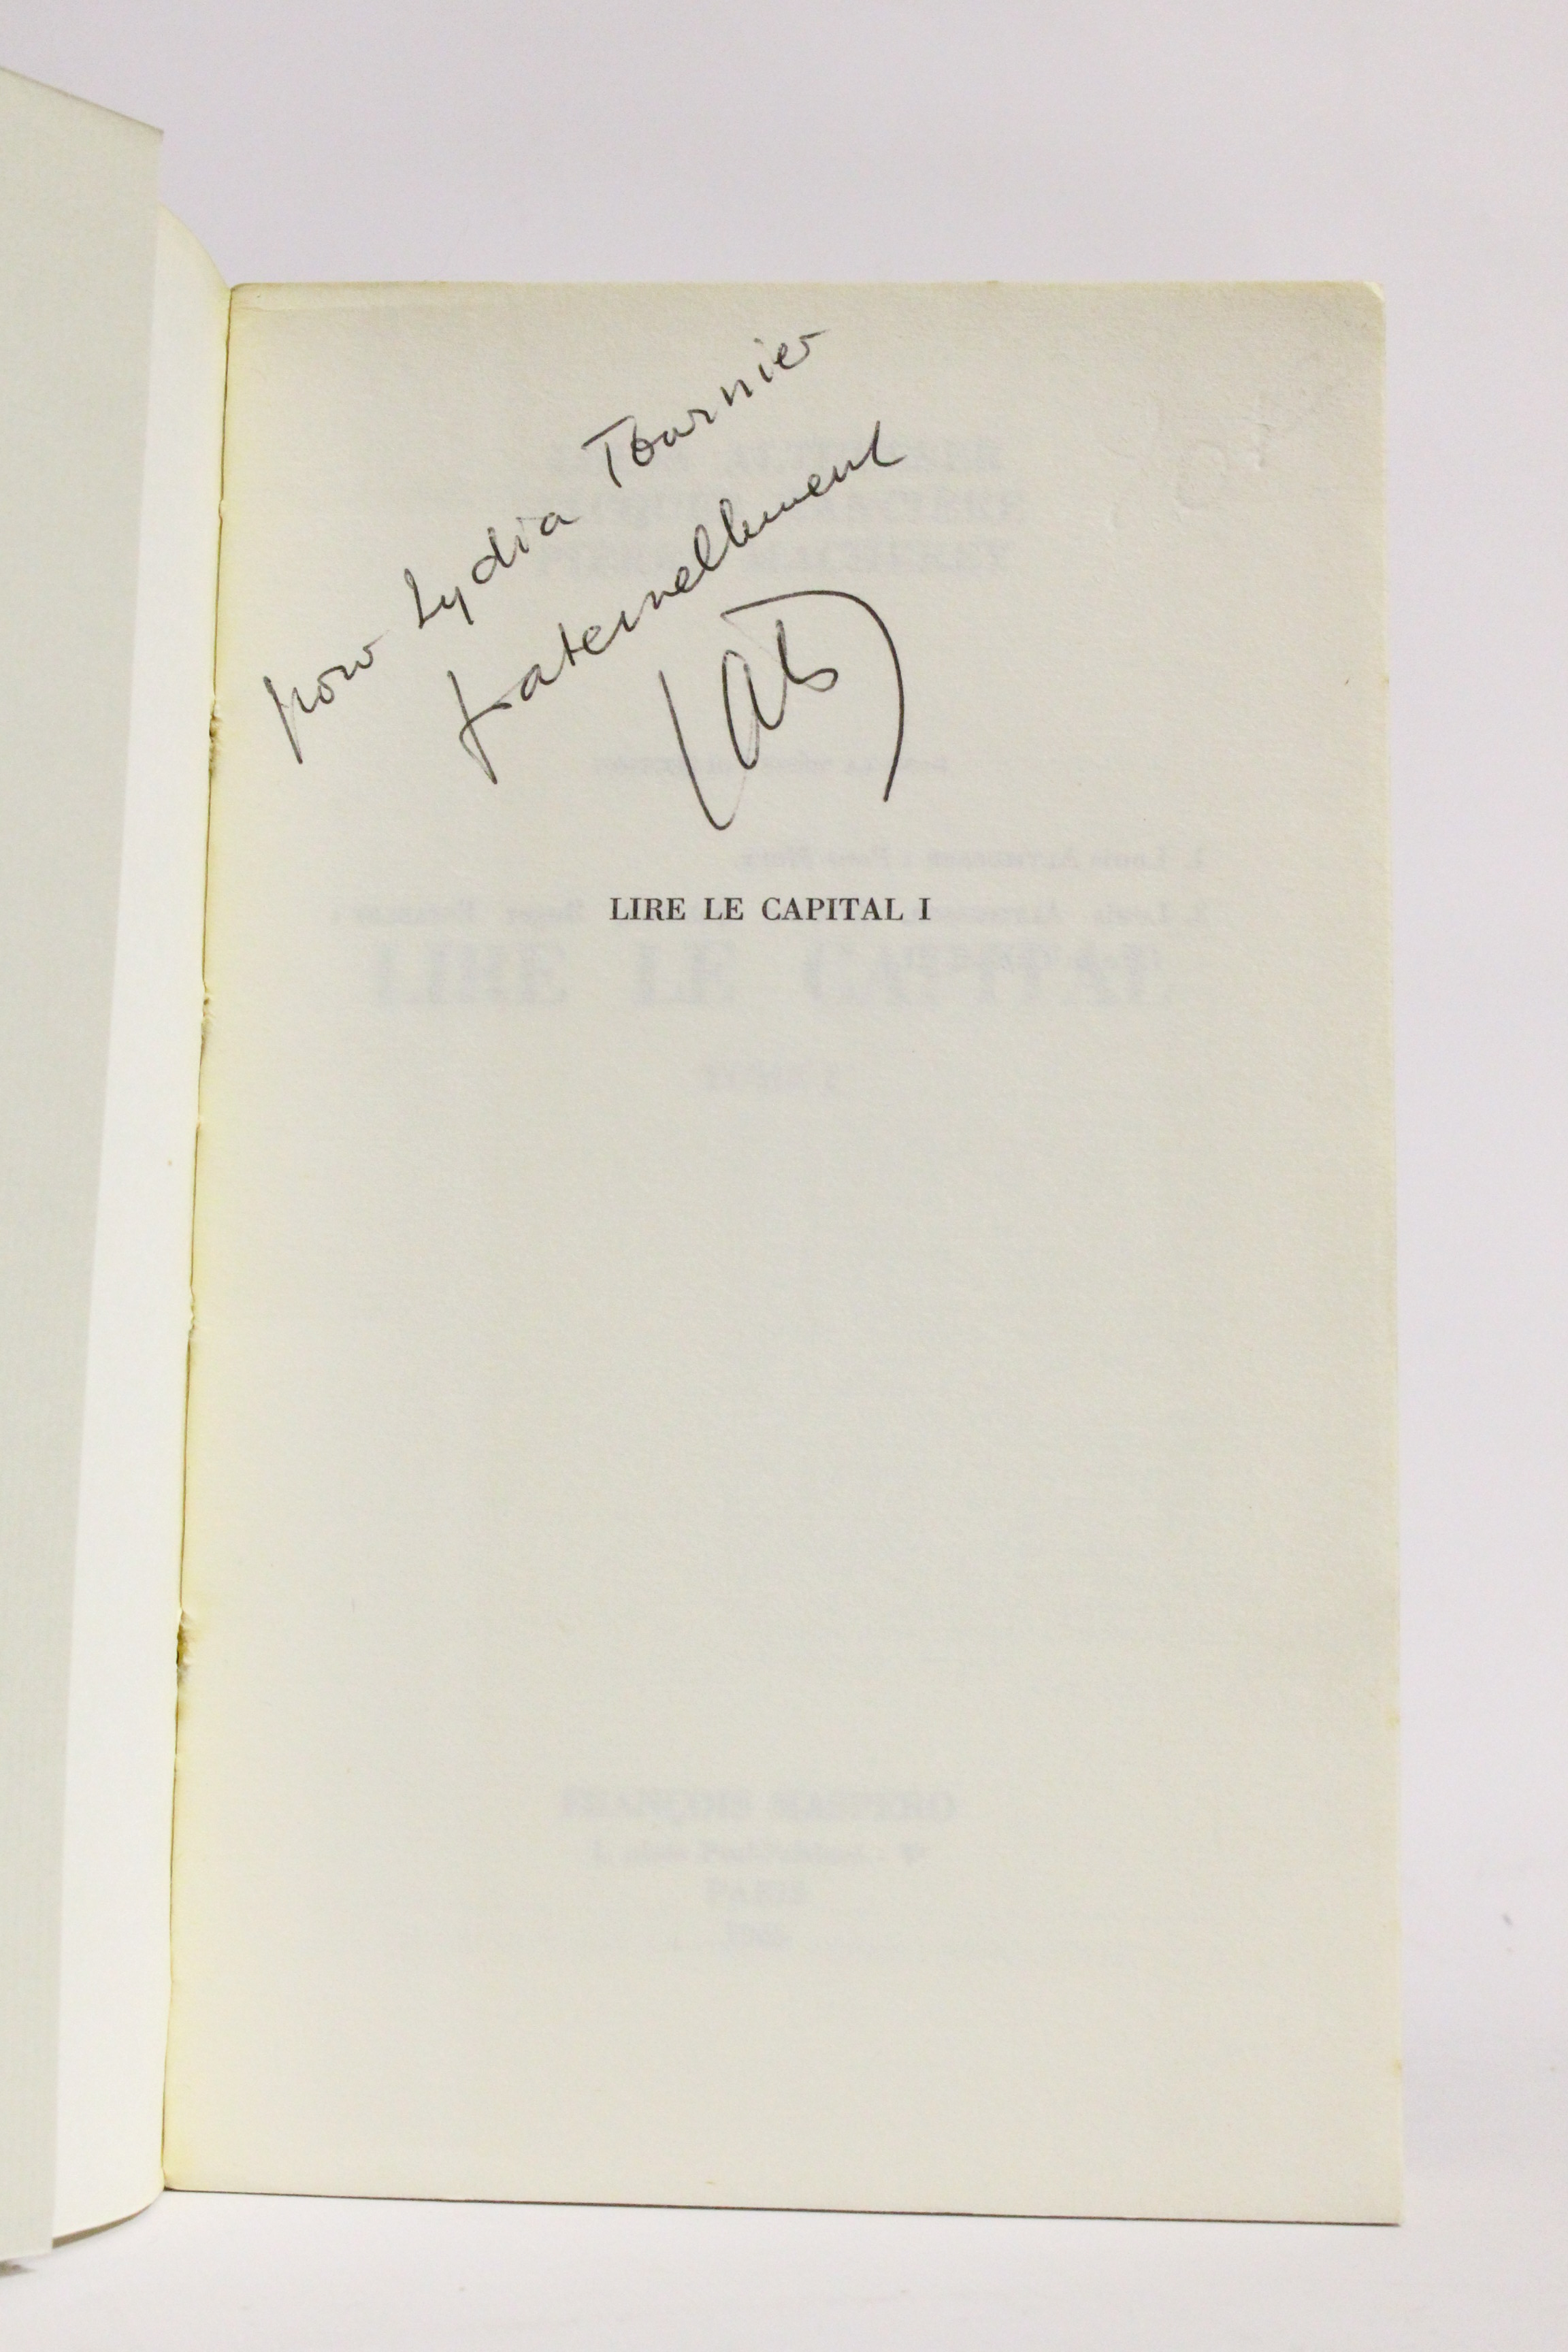 pour Lydia Tournier
fraternellement
LIRE LE CAPITAL I